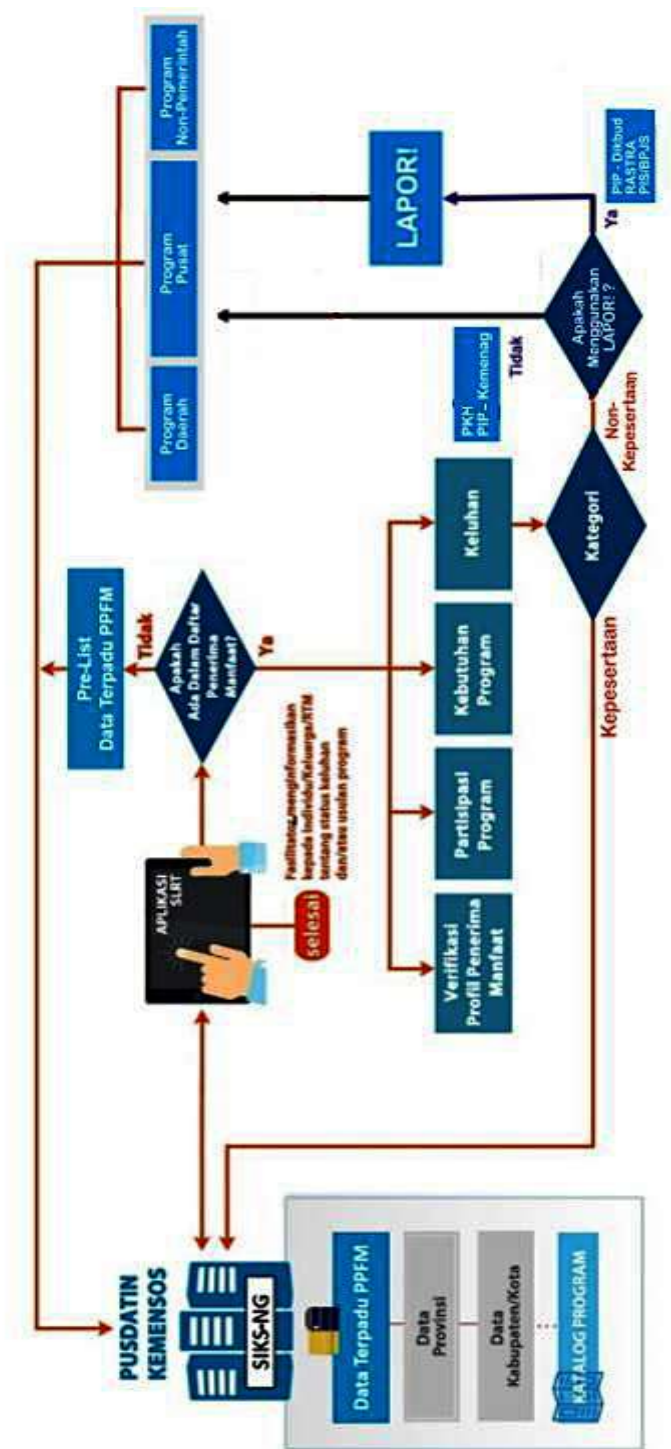 PUSDATIN
KEMENSOS
SIKS-NG
Data Terpadu PPFM
Data
Provinsi
Data
Kabupaten/Kota
KATALOG PROGRAM
APLIKASI
SLRT
selesai
Fasilitator menginformasikan
kepada Individu/Keluarga/RTM
tentang status keluhan
dan/atau usulan program
Pre-List
Data Terpadu PPFM
Tidak
Apakah
Ada Dalam Daftar
Penerima
Manfaat?
Ya
Verifikasi
Profil Penerima
Manfaat
Partisipasi
Program
Kebutuhan
Program
Keluhan
Kategori
Kepesertaan
Non-
Kepesertaan
Program
Daerah
Program
Pusat
Program
Non-Pemerintah
PKH
PIP - Kemenag
Tidak
LAPOR!
Apakah
Menggunakan
LAPOR! ?
Ya
PIP - Dikbud
RASTRA
PIS/BPJS